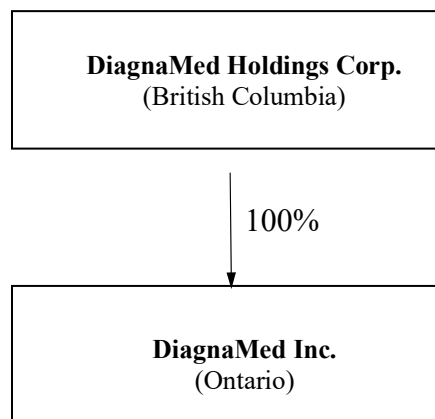 DiagnaMed Holdings Corp.
(British Columbia)
100%
DiagnaMed Inc.
(Ontario)